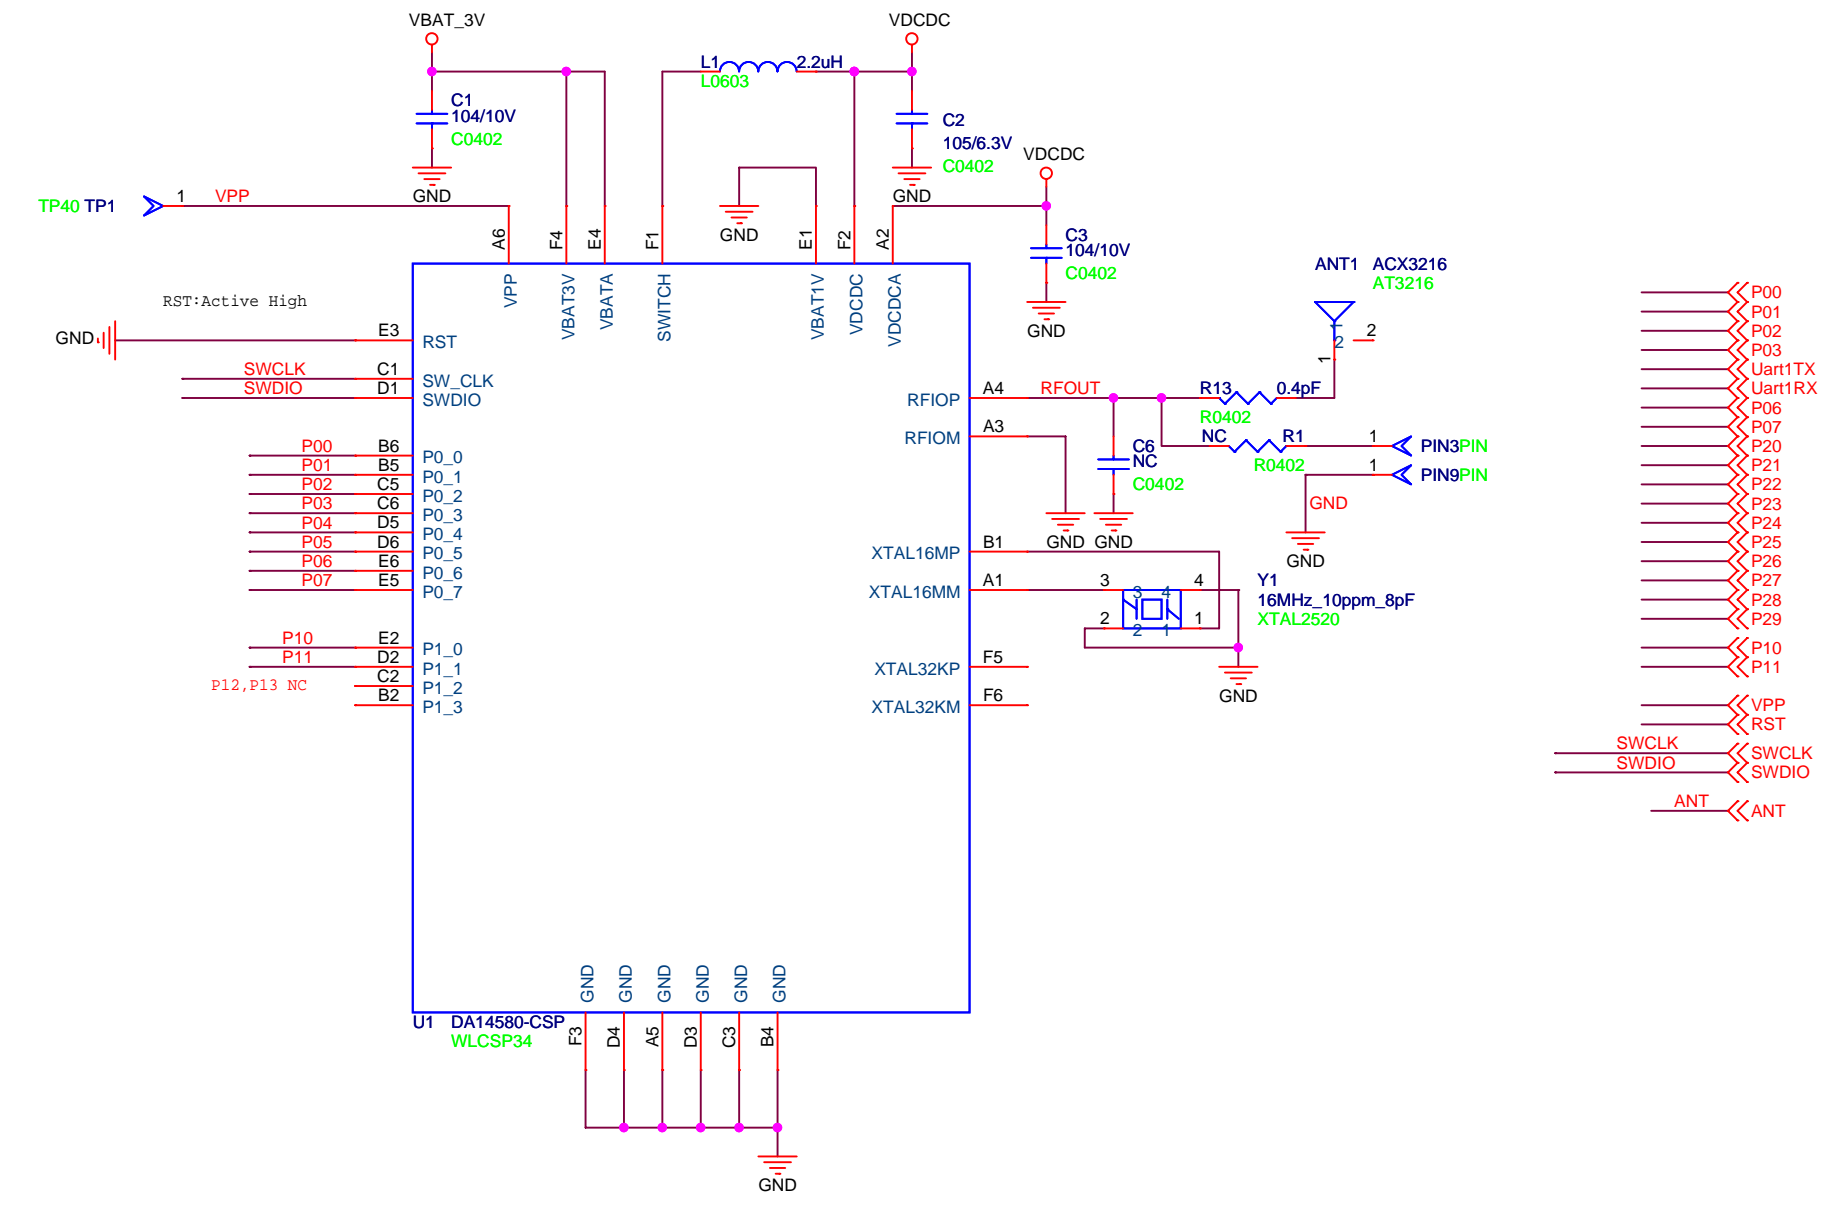 VBAT_3V
VDCDC
L1 2.2uH
L0603
C1
104/10V
C0402
GND
C2
105/6.3V
C0402
GND
VDCDC
TP40 TP1
1
VPP
GND
C3
104/10V
C0402
GND
A6
F4
E4
F1
E1
F2
A2
VPP
VBAT3V
VBATA
SWITCH
VBAT1V
VDCDC
VDCDCA
ANT1 ACX3216
AT3216
1
2
2
1
RST:Active High
GND
E3
RST
SWCLK
C1
SW_CLK
SWDIO
D1
SWDIO
P00
B6
P0_0
P01
B5
P0_1
P02
C5
P0_2
P03
C6
P0_3
P04
D5
P0_4
P05
D6
P0_5
P06
E6
P0_6
P07
E5
P0_7
P10
E2
P1_0
P11
D2
P1_1
P12,P13 NC
C2
P1_2
B2
P1_3
RFIOP
A4
RFOUT
R13 0.4pF
R0402
RFIOM
A3
NC R1
R0402
1
PIN3PIN
1
PIN9PIN
C6
NC
C0402
GND
GND
GND
GND
XTAL16MP
B1
XTAL16MM
A1
3
4
3 4
2
1
2 1
Y1
16MHz_10ppm_8pF
XTAL2520
GND
XTAL32KP
F5
XTAL32KM
F6
GND
GND
GND
GND
GND
GND
U1 DA14580-CSP
WLCSP34
F3
D4
A5
D3
C3
B4
GND
P00
P01
P02
P03
Uart1TX
Uart1RX
P06
P07
P20
P21
P22
P23
P24
P25
P26
P27
P28
P29
P10
P11
VPP
RST
SWCLK SWCLK
SWDIO SWDIO
ANT ANT